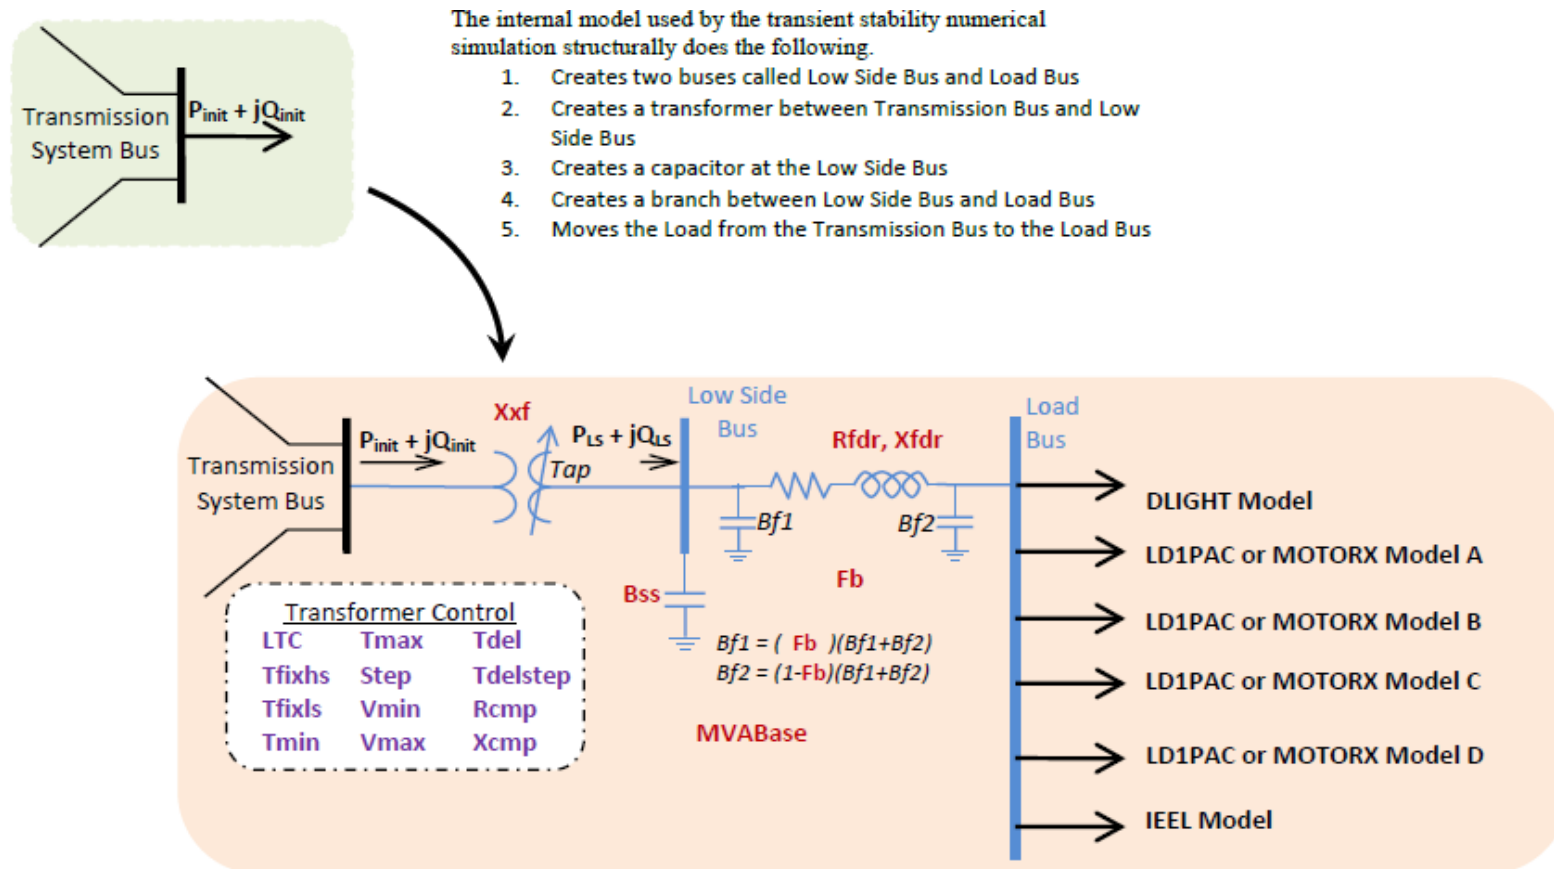 The internal model used by the transient stability numerical
simulation structurally does the following.
1. Creates two buses called Low Side Bus and Load Bus
2. Creates a transformer between Transmission Bus and Low
Side Bus
3. Creates a capacitor at the Low Side Bus
4. Creates a branch between Low Side Bus and Load Bus
5. Moves the Load from the Transmission Bus to the Load Bus
Transmission
System Bus
Pinit + jQinit
Transmission
System Bus
Pinit + jQinit
Xxf
Tap
PLS + jQLS
Low Side
Bus
Rfdr, Xfdr
Load
Bus
Bf1
Bf2
Bss
Fb
Bf1 = ( Fb )(Bf1+Bf2)
Bf2 = (1-Fb)(Bf1+Bf2)
MVABase
Transformer Control
LTC Tmax Tdel
Tfixhs Step Tdelstep
Tfixls Vmin Rcmp
Tmin Vmax Xcmp
DLIGHT Model
LD1PAC or MOTORX Model A
LD1PAC or MOTORX Model B
LD1PAC or MOTORX Model C
LD1PAC or MOTORX Model D
IEEL Model